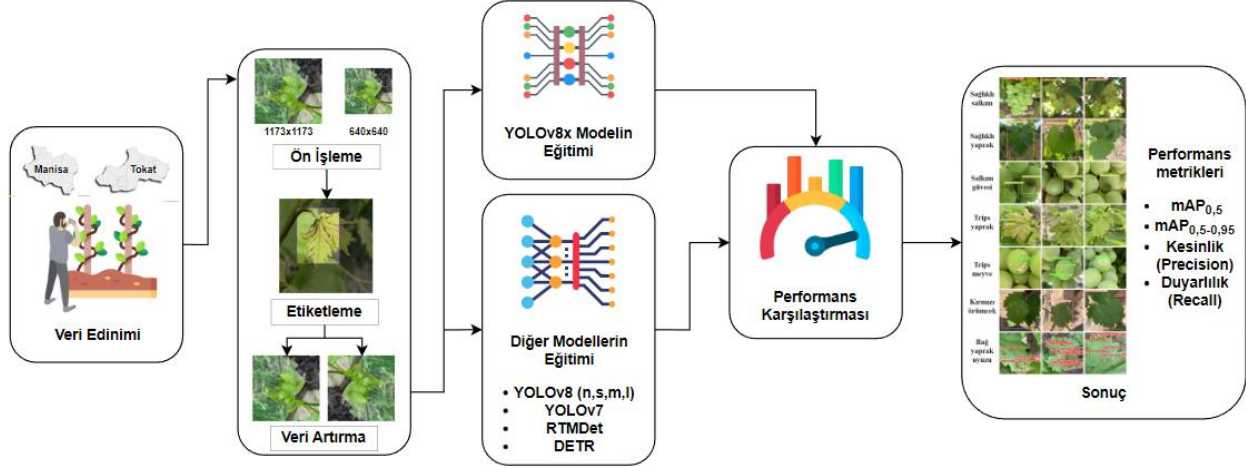 Manisa
Tokat
Veri Edinimi
1173x1173
640x640
Ön İşleme
Etiketleme
Veri Artırma
YOLOv8x Modelin
Eğitimi
Diğer Modellerin
Eğitimi
• YOLOv8 (n,s,m,l)
• YOLOv7
• RTMDet
• DETR
Performans
Karşılaştırması
Sağlıklı
salkım
Sağlıklı
yaprak
Salkım
güvesi
Trips
yaprak
Trips
meyve
Kırmızı
örümcek
Bağ
yaprak
uyuzu
Sonuç
Performans
metrikleri
• mAP0,5
• mAP0,5-0,95
• Kesinlik
(Precision)
• Duyarlılık
(Recall)